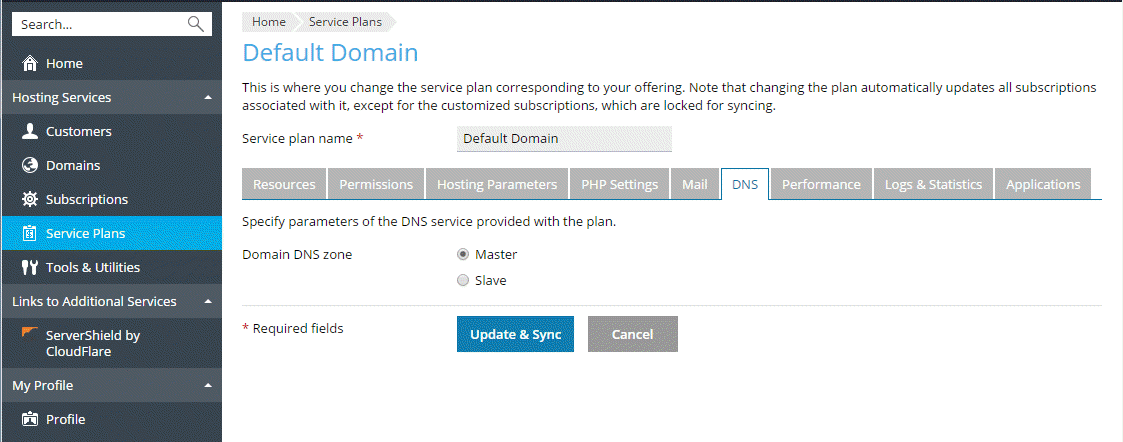 Search...
Home
Hosting Services
Customers
Domains
Subscriptions
Service Plans
Tools & Utilities
Links to Additional Services
ServerShield by
CloudFlare
My Profile
Profile
Home Service Plans
Default Domain
This is where you change the service plan corresponding to your offering. Note that changing the plan automatically updates all subscriptions
associated with it, except for the customized subscriptions, which are locked for syncing.
Service plan name * Default Domain
Resources Permissions Hosting Parameters PHP Settings Mail DNS Performance Logs & Statistics Applications
Specify parameters of the DNS service provided with the plan.
Domain DNS zone Master
Slave
* Required fields Update & Sync Cancel